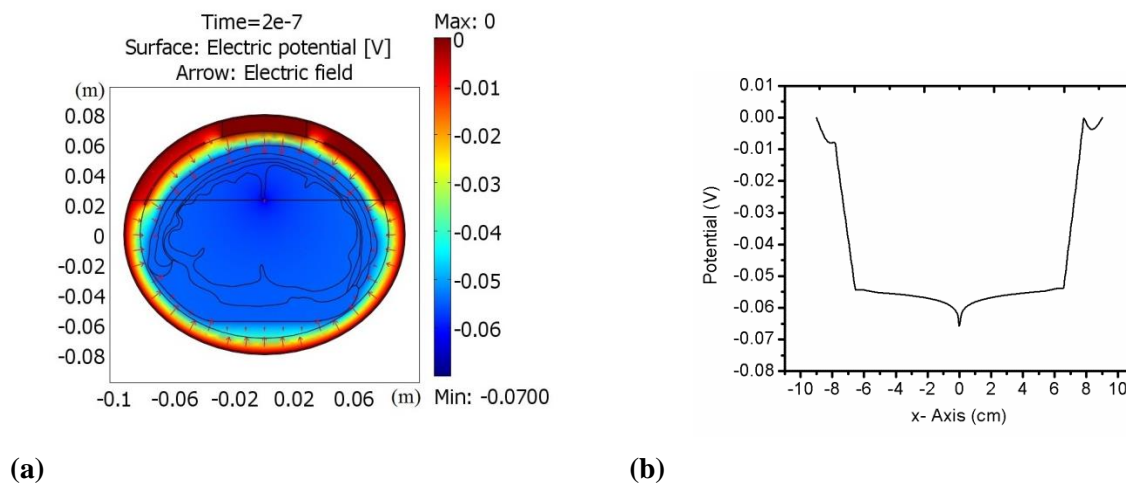 Time=2e-7
Surface: Electric potential [V]
Arrow: Electric field
Max: 0
(m)
0.08
0.06
0.04
0.02
0
-0.02
-0.04
-0.06
-0.08
-0.1 -0.06 -0.02 0.02 0.06 (m)
0
-0.01
-0.02
-0.03
-0.04
-0.05
-0.06
Min: -0.0700
0.01
0.00
-0.01
-0.02
-0.03
-0.04
-0.05
-0.06
-0.07
-0.08
Potential (V)
-10 -8 -6 -4 -2 0 2 4 6 8 10
x- Axis (cm)
(a)
(b)